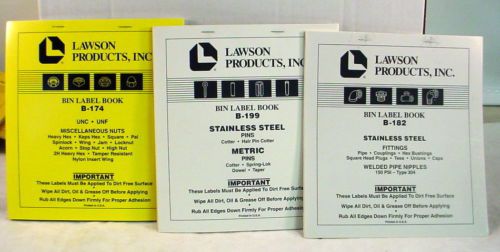 LAWSON
PRODUCTS, INC.
BIN LABEL BOOK
B-174
UNC • UNF
MISCELLANEOUS NUTS
Heavy Hex • Keps Hex • Square • Pal
Spinlock • Wing • Jam • Locknut
Acorn • Stop Nut • High Nut
2H Heavy Hex • Tamper Resistant
Nylon Insert Wing
IMPORTANT
These Labels Must Be Applied To Dirt Free Surface
Wipe All Dirt, Oil & Grease Off Before Applying
Rub All Edges Down Firmly For Proper Adhesion
Printed in U.S.A.
LAWSON
PRODUCTS, INC.
BIN LABEL BOOK
B-199
STAINLESS STEEL
PINS
Cotter • Hair Pin Cotter
METRIC
PINS
Cotter • Spring-Lok
Dowel • Taper
IMPORTANT
These Labels Must Be Applied To Dirt Free Surface
Wipe All Dirt, Oil & Grease Off Before Applying
Rub All Edges Down Firmly For Proper Adhesion
Printed in U.S.A.
LAWSON
PRODUCTS, INC.
BIN LABEL BOOK
B-182
STAINLESS STEEL
FITTINGS
Pipe • Couplings • Hex Bushings
Square Head Plugs • Tees • Unions • Caps
WELDED PIPE NIPPLES
150 PSI - Type 304
IMPORTANT
These Labels Must Be Applied To Dirt Free Surface
Wipe All Dirt, Oil & Grease Off Before Applying
Rub All Edges Down Firmly For Proper Adhesion
Printed in U.S.A.